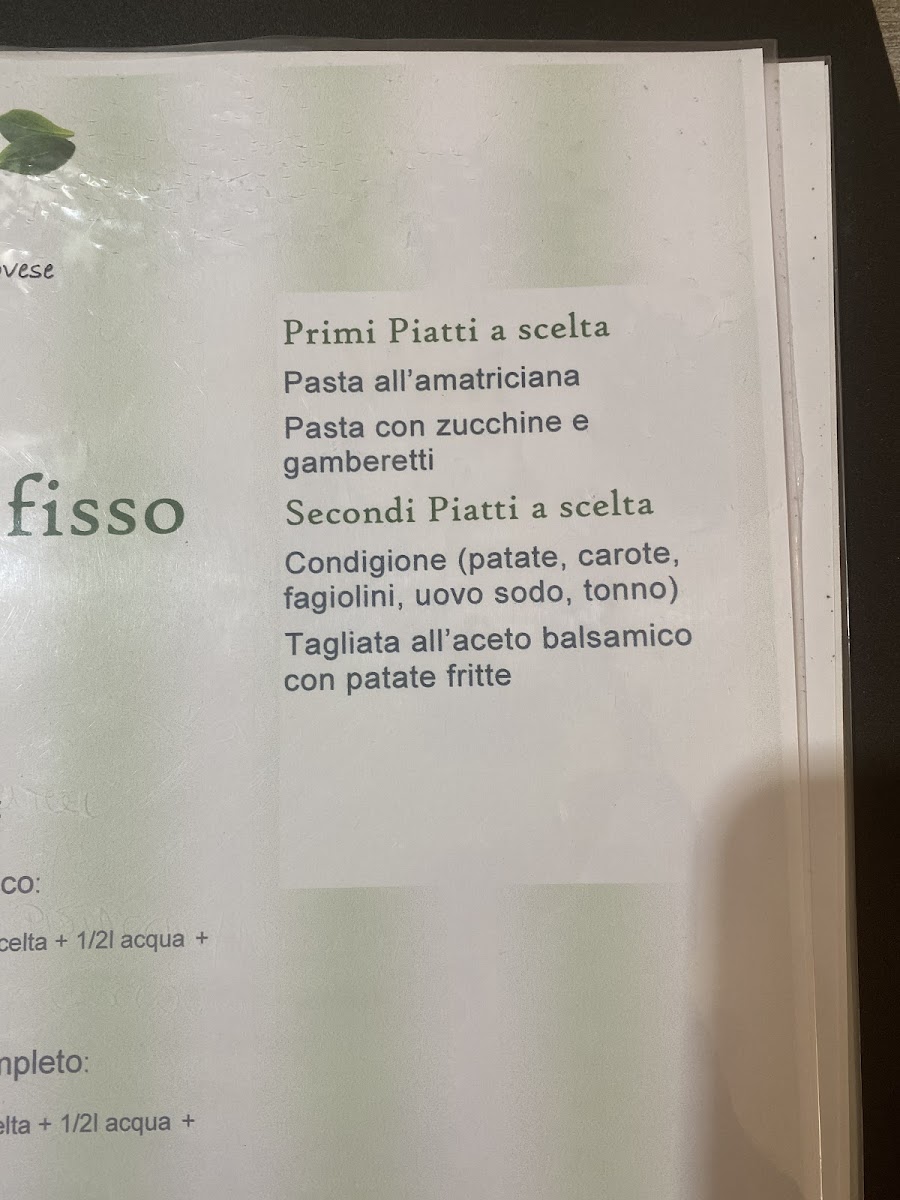 vese
Primi Piatti a scelta
Pasta all'amatriciana
Pasta con zucchine e
gamberetti
fisso
Secondi Piatti a scelta
Condigione (patate, carote,
fagiolini, uovo sodo, tonno)
Tagliata all'aceto balsamico
con patate fritte
co:
celta + 1/2l acqua +
mpleto:
elta + 1/2l acqua +